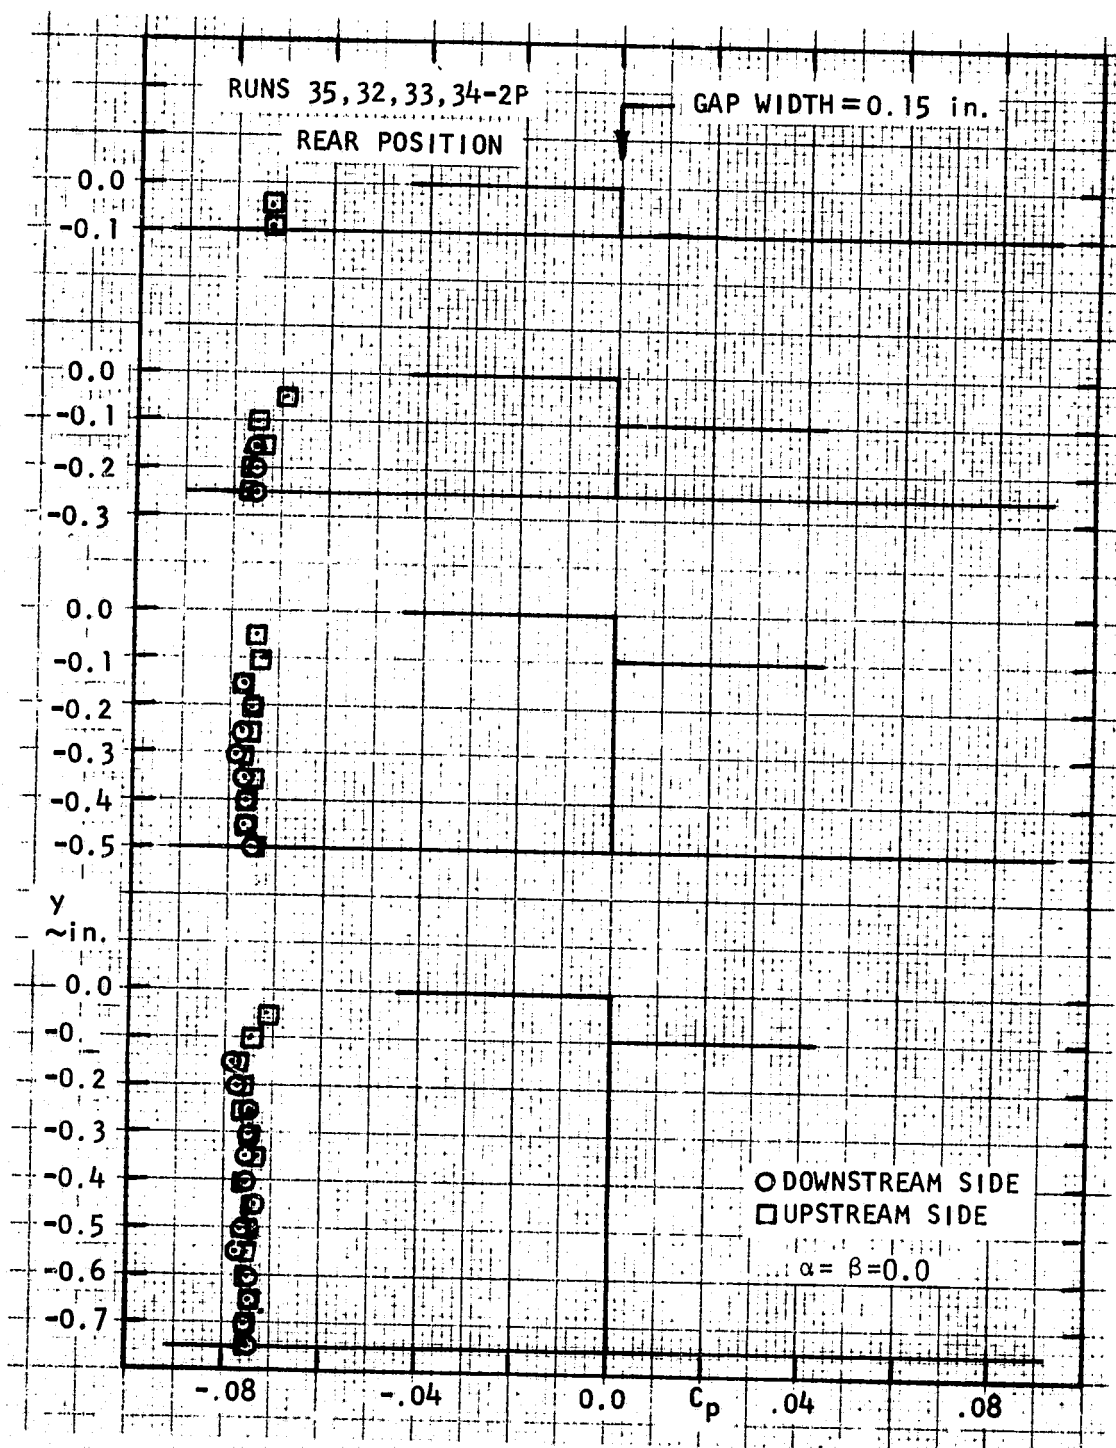 RUNS 35,32,33,34-2P
GAP WIDTH=0.15 in.
REAR POSITION
0.0
-0.1
0.0
-0.1
-0.2
-0.3
0.0
-0.1
-0.2
-0.3
-0.4
-0.5
y
~in.
0.0
-0.
-0.2
-0.3
-0.4
-0.5
-0.6
-0.7
○ DOWNSTREAM SIDE
□ UPSTREAM SIDE
α= β=0.0
-.08
-.04
0.0
Cp
.04
.08